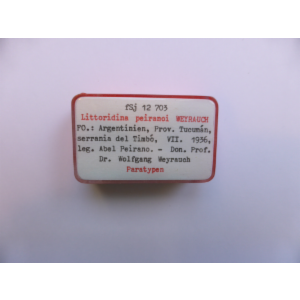 fSj 12 703
Littoridina peiranoi WEYRAUCH
FO.: Argentinien, Prov. Tucumán,
serranía del Timbó, VII. 1936,
leg. Abel Peirano. - Don. Prof.
Dr. Wolfgang Weyrauch
Paratypen